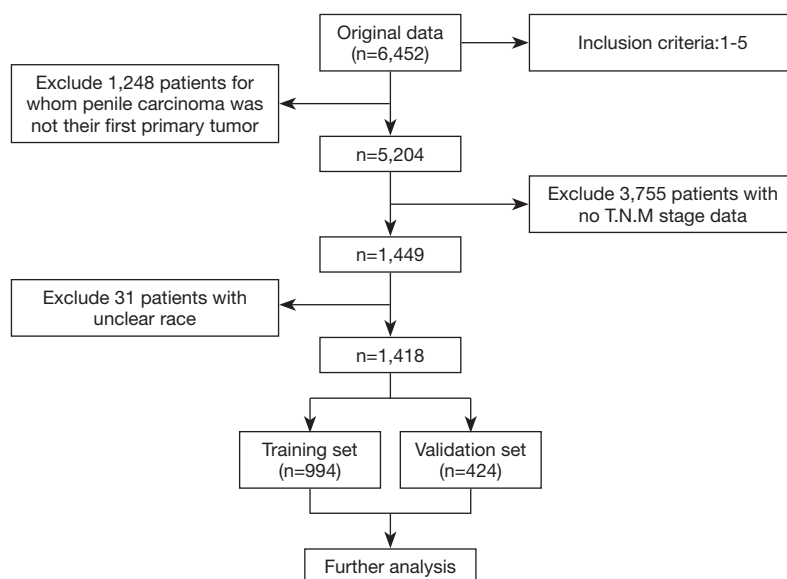 Original data
(n=6,452)
Inclusion criteria:1-5
Exclude 1,248 patients for
whom penile carcinoma was
not their first primary tumor
n=5,204
Exclude 3,755 patients with
no T.N.M stage data
n=1,449
Exclude 31 patients with
unclear race
n=1,418
Training set
(n=994)
Validation set
(n=424)
Further analysis